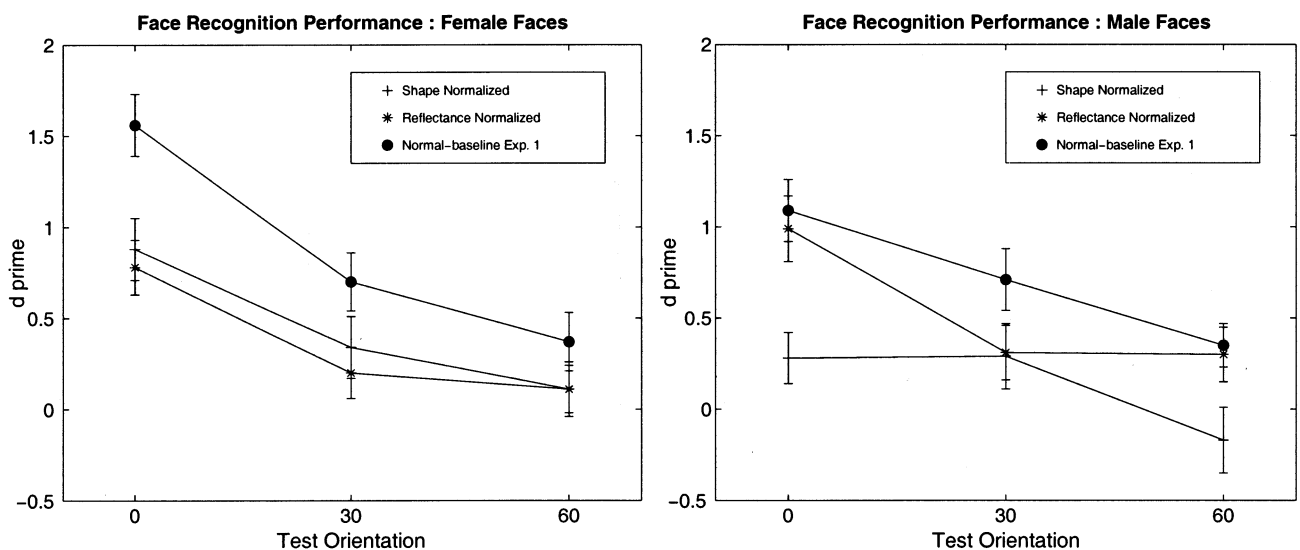 Face Recognition Performance : Female Faces
2
1.5
1
0.5
0
−0.5
d prime
Shape Normalized
Reflectance Normalized
Normal−baseline Exp. 1
0 30 60
Test Orientation
Face Recognition Performance : Male Faces
2
1.5
1
0.5
0
−0.5
d prime
Shape Normalized
Reflectance Normalized
Normal−baseline Exp. 1
0 30 60
Test Orientation